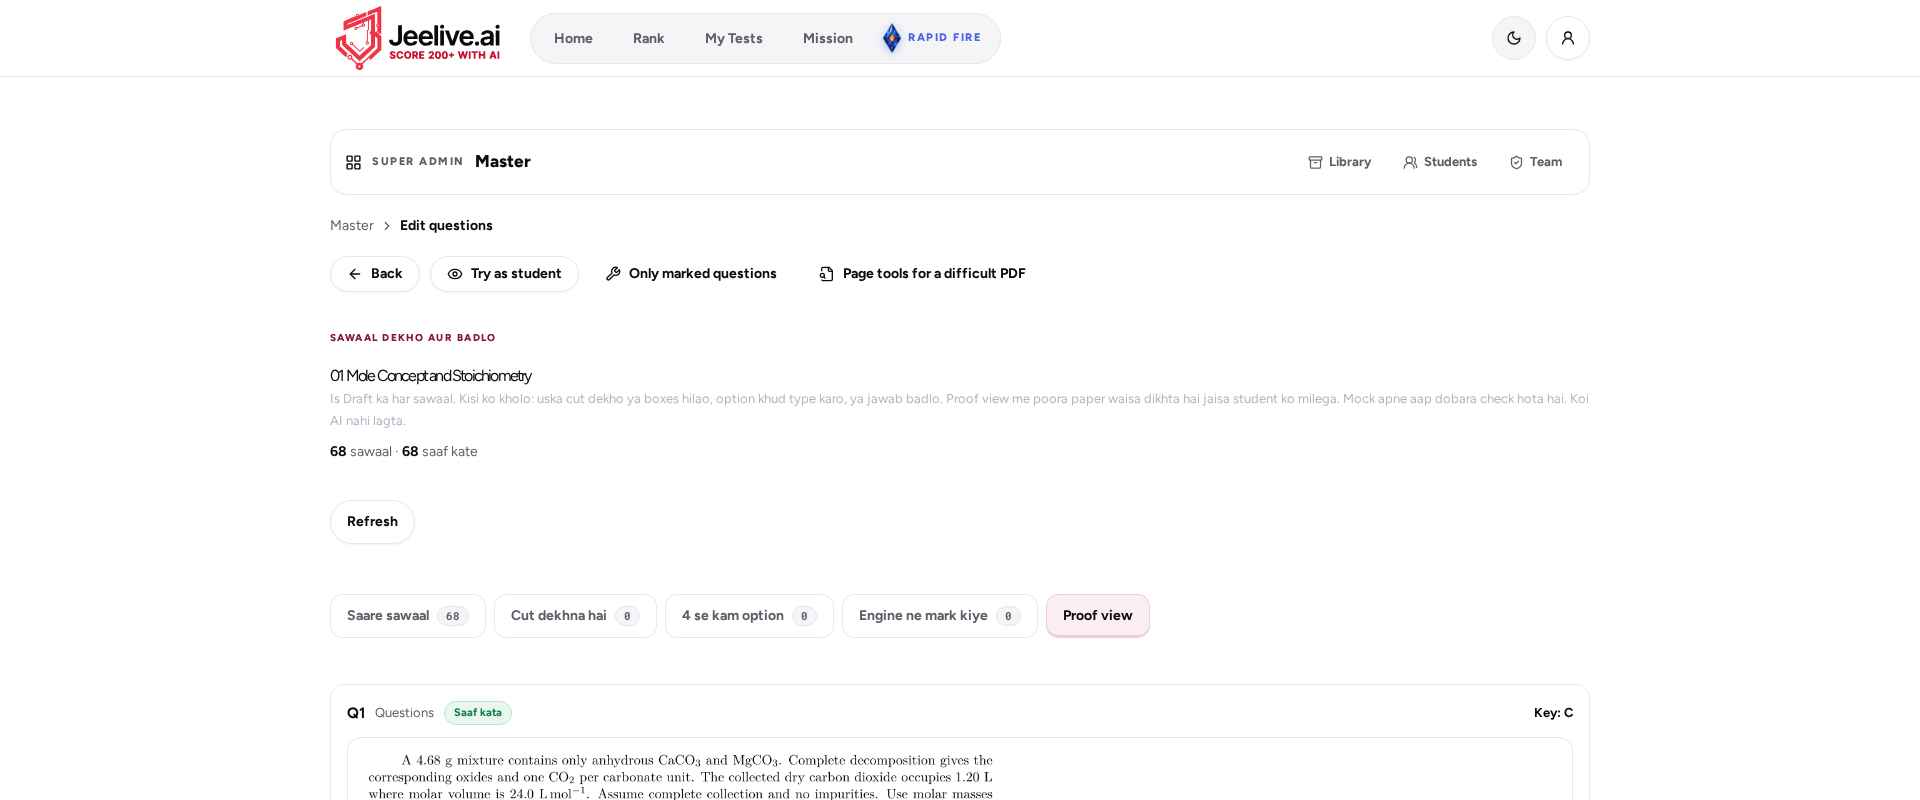 Jeelive.ai
SCORE 200+ WITH AI
Home
Rank
My Tests
Mission
RAPID FIRE
SUPER ADMIN Master
Library
Students
Team
Master > Edit questions
Back
Try as student
Only marked questions
Page tools for a difficult PDF
SAWAAL DEKHO AUR BADLO
01 Mole Concept and Stoichiometry
Is Draft ka har sawaal. Kisi ko kholo: uska cut dekho ya boxes hilao, option khud type karo, ya jawab badlo. Proof view me poora paper waisa dikhta hai jaisa student ko milega. Mock apne aap dobara check hota hai. Koi
AI nahi lagta.
68 sawaal · 68 saaf kate
Refresh
Saare sawaal 68
Cut dekhna hai 0
4 se kam option 0
Engine ne mark kiye 0
Proof view
Q1 Questions Saaf kata
Key: C
A 4.68 g mixture contains only anhydrous CaCO₃ and MgCO₃. Complete decomposition gives the
corresponding oxides and one CO₂ per carbonate unit. The collected dry carbon dioxide occupies 1.20 L
where molar volume is 24.0 L mol⁻¹. Assume complete collection and no impurities. Use molar masses